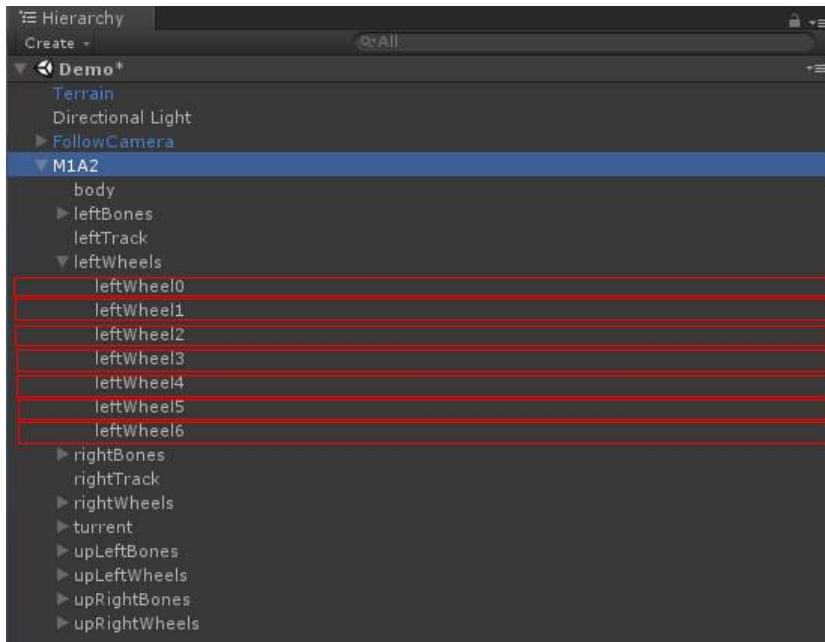 Hierarchy
Create All
Demo*
Terrain
Directional Light
FollowCamera
M1A2
body
leftBones
leftTrack
leftWheels
leftWheel0
leftWheel1
leftWheel2
leftWheel3
leftWheel4
leftWheel5
leftWheel6
rightBones
rightTrack
rightWheels
turrent
upLeftBones
upLeftWheels
upRightBones
upRightWheels